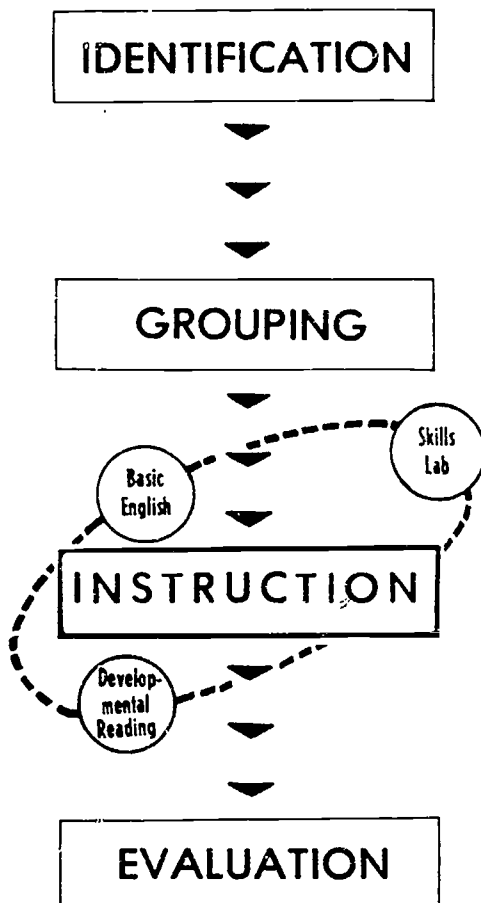 IDENTIFICATION
GROUPING
Skills
Lab
Basic
English
INSTRUCTION
Develop-
mental
Reading
EVALUATION